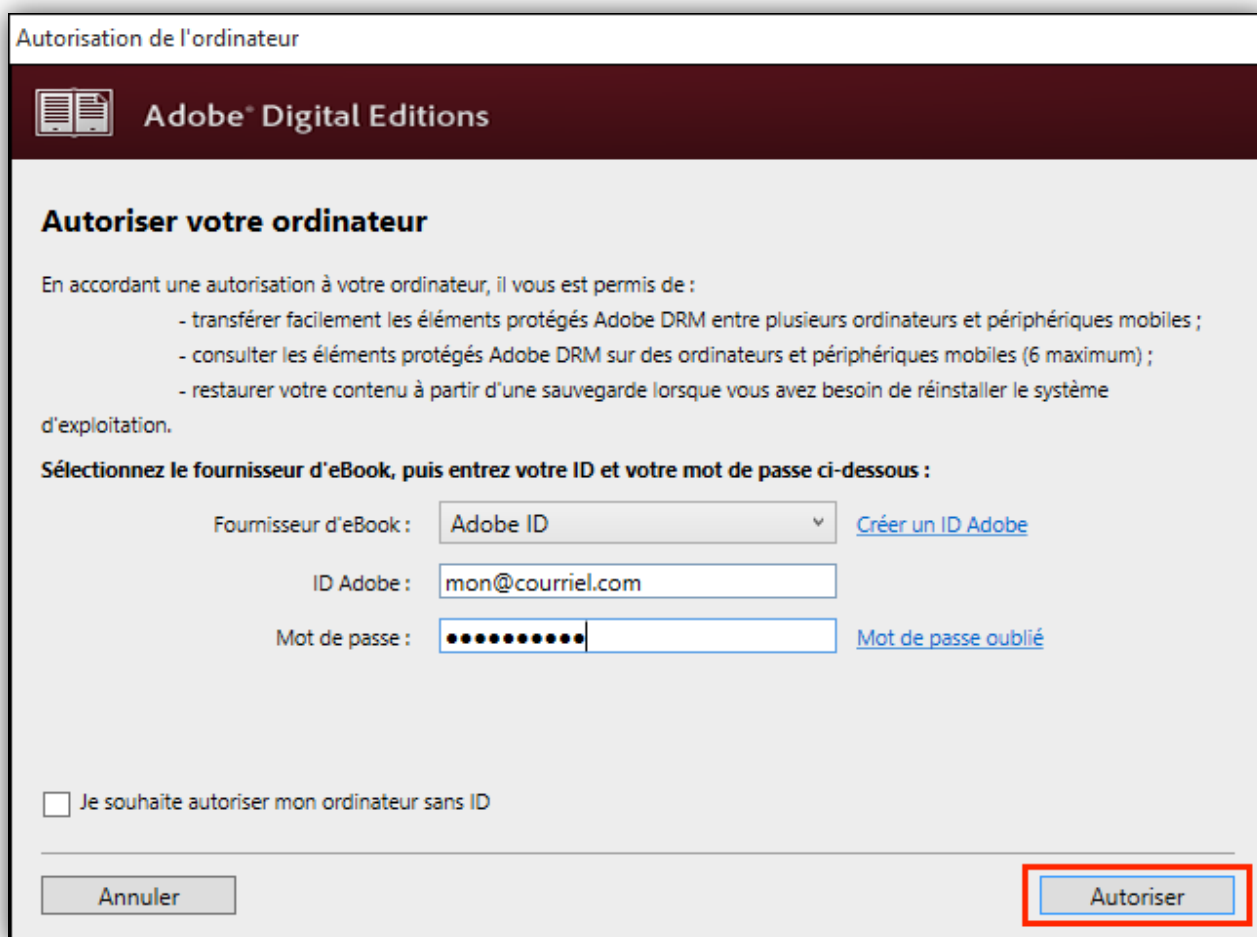 Autorisation de l'ordinateur
Adobe® Digital Editions
Autoriser votre ordinateur
En accordant une autorisation à votre ordinateur, il vous est permis de :
- transférer facilement les éléments protégés Adobe DRM entre plusieurs ordinateurs et périphériques mobiles ;
- consulter les éléments protégés Adobe DRM sur des ordinateurs et périphériques mobiles (6 maximum) ;
- restaurer votre contenu à partir d'une sauvegarde lorsque vous avez besoin de réinstaller le système
d'exploitation.
Sélectionnez le fournisseur d'eBook, puis entrez votre ID et votre mot de passe ci-dessous :
Fournisseur d'eBook : Adobe ID Créer un ID Adobe
ID Adobe : mon@courriel.com
Mot de passe : ●●●●●●●●●● Mot de passe oublié
Je souhaite autoriser mon ordinateur sans ID
Annuler Autoriser